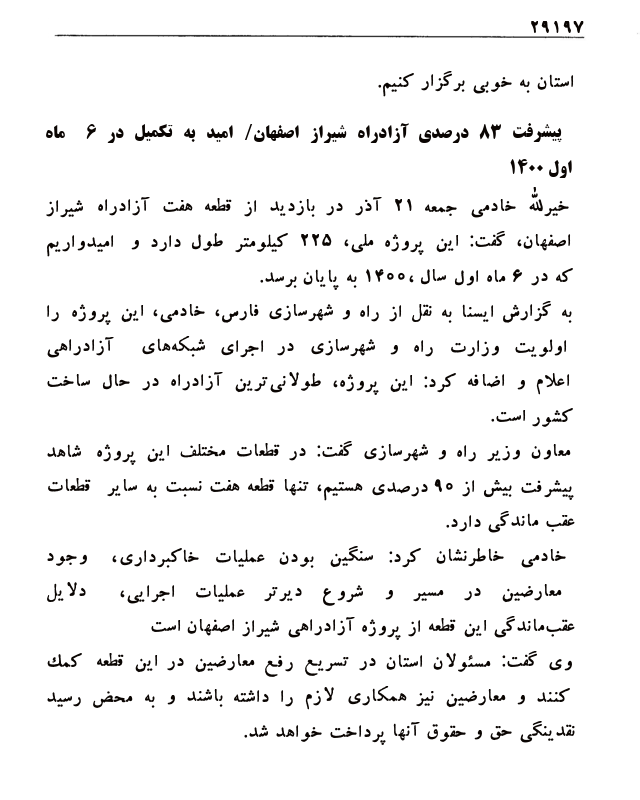 ۲۹۱۹۷
استان به خوبی برگزار کنیم.
پیشرفت ۸۳ درصدی آزادراه شیراز اصفهان/ امید به تکمیل در ۶ ماه
اول ۱۴۰۰
خیرلله خادمی جمعه ۲۱ آذر در بازدید از قطعه هفت آزادراه شیراز
اصفهان، گفت: این پروژه ملی، ۲۲۵ کیلومتر طول دارد و امیدواریم
که در ۶ ماه اول سال ۱۴۰۰، به پایان برسد.
به گزارش ایسنا به نقل از راه و شهرسازی فارس، خادمی، این پروژه را
اولویت وزارت راه و شهرسازی در اجرای شبکه‌های آزادراهی
اعلام و اضافه کرد: این پروژه، طولانی‌ترین آزادراه در حال ساخت
کشور است.
معاون وزیر راه و شهرسازی گفت: در قطعات مختلف این پروژه شاهد
پیشرفت بیش از ۹۰ درصدی هستیم، تنها قطعه هفت نسبت به سایر قطعات
عقب ماندگی دارد.
خادمی خاطرنشان کرد: سنگین بودن عملیات خاکبرداری، وجود
معارضین در مسیر و شروع دیرتر عملیات اجرایی، دلایل
عقب‌ماندگی این قطعه از پروژه آزادراهی شیراز اصفهان است
وی گفت: مسئولان استان در تسریع رفع معارضین در این قطعه کمک
کنند و معارضین نیز همکاری لازم را داشته باشند و به محض رسید
نقدینگی حق و حقوق آنها پرداخت خواهد شد.